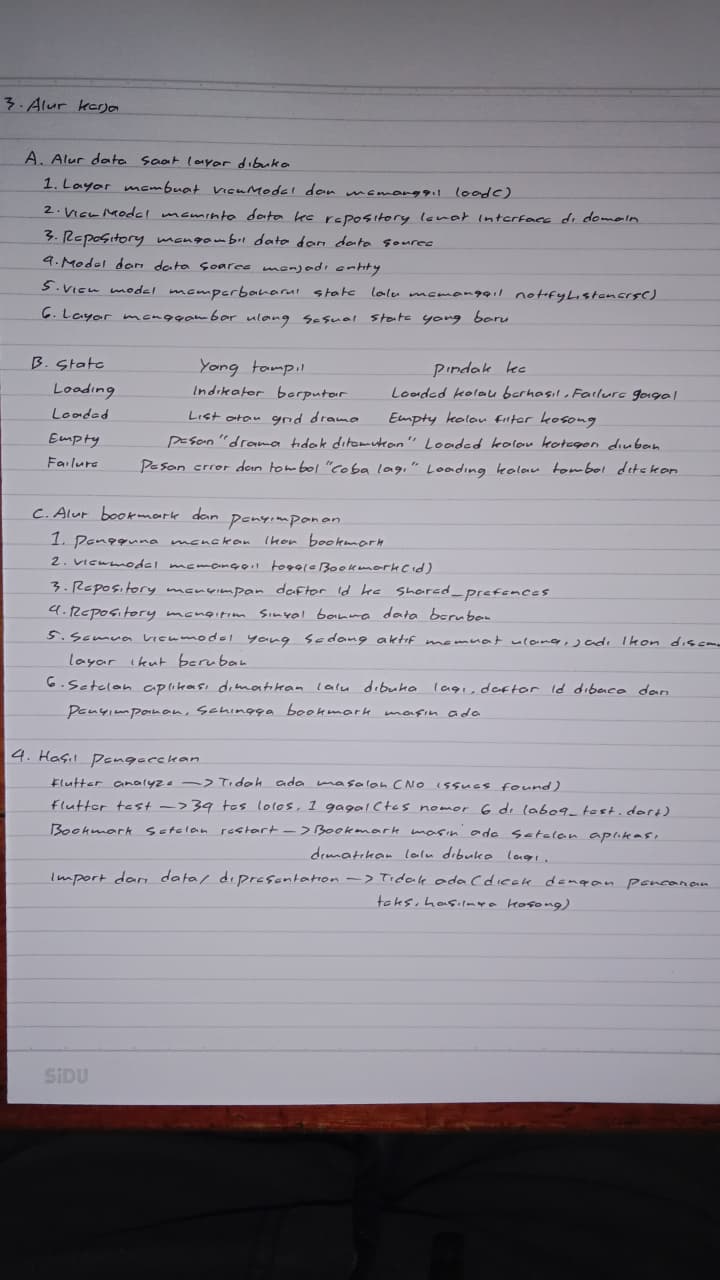 3. Alur kerja
A. Alur data saat layar dibuka
1. Layar membuat ViewModel dan memanggil load()
2. ViewModel meminta data ke repository lewat interface di domain
3. Repository mengambil data dari data source
4. Model dari data source menjadi entity
5. View model memperbaharui state lalu memanggil notifyListeners()
6. Layar menggambar ulang sesuai state yang baru
B. State Yang tampil Pindah ke
Loading Indikator berputar Loaded kalau berhasil, Failure gagal
Loaded List atau grid drama Empty kalau filter kosong
Empty Pesan "drama tidak ditemukan" Loaded kalau kategori diubah
Failure Pesan error dan tombol "Coba lagi" Loading kalau tombol ditekan
C. Alur bookmark dan penyimpanan
1. Pengguna menekan Ikon bookmark
2. Viewmodel memanggil toggleBookmark(id)
3. Repository menyimpan daftar Id ke shared_prefences
4. Repository mengirim sinyal bahwa data berubah
5. Semua viewmodel yang sedang aktif memuat ulang, jadi Ikon disem
layar ikut berubah
6. Setelah aplikasi dimatikan lalu dibuka lagi, daftar id dibaca dari
Penyimpanan, Sehingga bookmark masih ada
4. Hasil Pengecekan
Flutter analyze —> Tidak ada masalah (NO issues found)
flutter test —> 39 tes lolos, 1 gagal (tes nomor 6 di lab09_test.dart)
Bookmark Setelah restart —> Bookmark masih ada setelah aplikasi
dimatikan lalu dibuka lagi.
Import dari data/ di presentation —> Tidak ada (dicek dengan pencarian
teks, hasilnya kosong)
SiDU